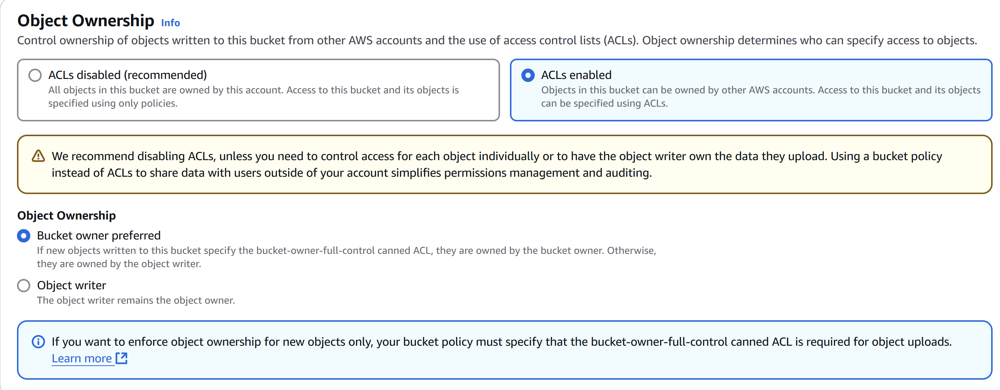 Object Ownership Info
Control ownership of objects written to this bucket from other AWS accounts and the use of access control lists (ACLs). Object ownership determines who can specify access to objects.
ACLs disabled (recommended)
All objects in this bucket are owned by this account. Access to this bucket and its objects is
specified using only policies.
ACLs enabled
Objects in this bucket can be owned by other AWS accounts. Access to this bucket and its objects
can be specified using ACLs.
We recommend disabling ACLs, unless you need to control access for each object individually or to have the object writer own the data they upload. Using a bucket policy
instead of ACLs to share data with users outside of your account simplifies permissions management and auditing.
Object Ownership
Bucket owner preferred
If new objects written to this bucket specify the bucket-owner-full-control canned ACL, they are owned by the bucket owner. Otherwise,
they are owned by the object writer.
Object writer
The object writer remains the object owner.
If you want to enforce object ownership for new objects only, your bucket policy must specify that the bucket-owner-full-control canned ACL is required for object uploads.
Learn more